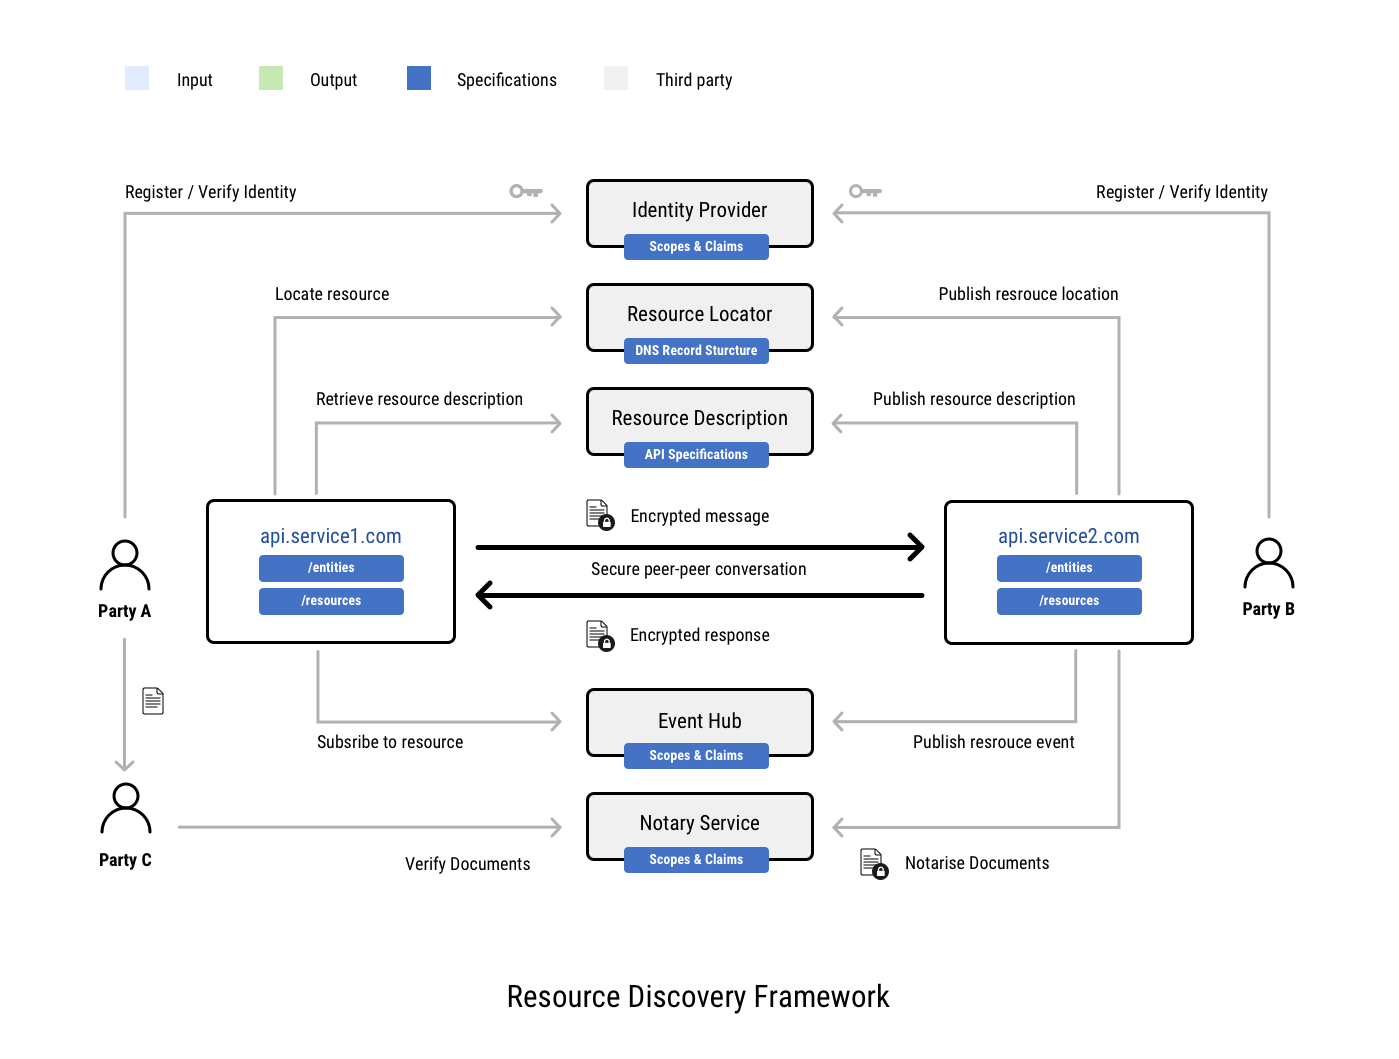 Input
Output
Specifications
Third party
Register / Verify Identity
Identity Provider
Scopes & Claims
Register / Verify Identity
Locate resource
Resource Locator
DNS Record Sturcture
Publish resrouce location
Retrieve resource description
Resource Description
API Specifications
Publish resource description
api.service1.com
/entities
/resources
Encrypted message
Secure peer-peer conversation
Encrypted response
api.service2.com
/entities
/resources
Party A
Party B
Subsribe to resource
Event Hub
Scopes & Claims
Publish resrouce event
Party C
Verify Documents
Notary Service
Scopes & Claims
Notarise Documents
Resource Discovery Framework